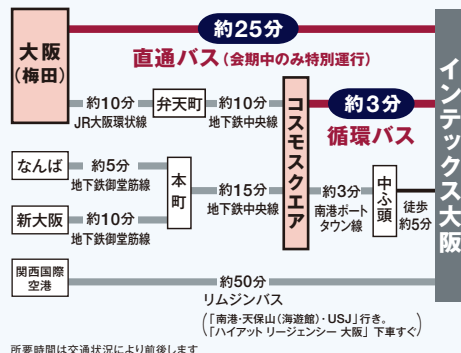 大阪
(梅田)
約25分
直通バス(会期中のみ特別運行)
約10分
JR大阪環状線
弁天町
約10分
地下鉄中央線
コスモスクエア
約3分
循環バス
インテックス大阪
なんば
約5分
地下鉄御堂筋線
本町
約15分
地下鉄中央線
約3分
南港ポート
タウン線
中ふ頭
徒歩
約5分
新大阪
約10分
地下鉄御堂筋線
関西国際
空港
約50分
リムジンバス
(「南港・天保山(海遊館)・USJ」行き。
「ハイアット リージェンシー 大阪」 下車すぐ)
所要時間は交通状況により前後します